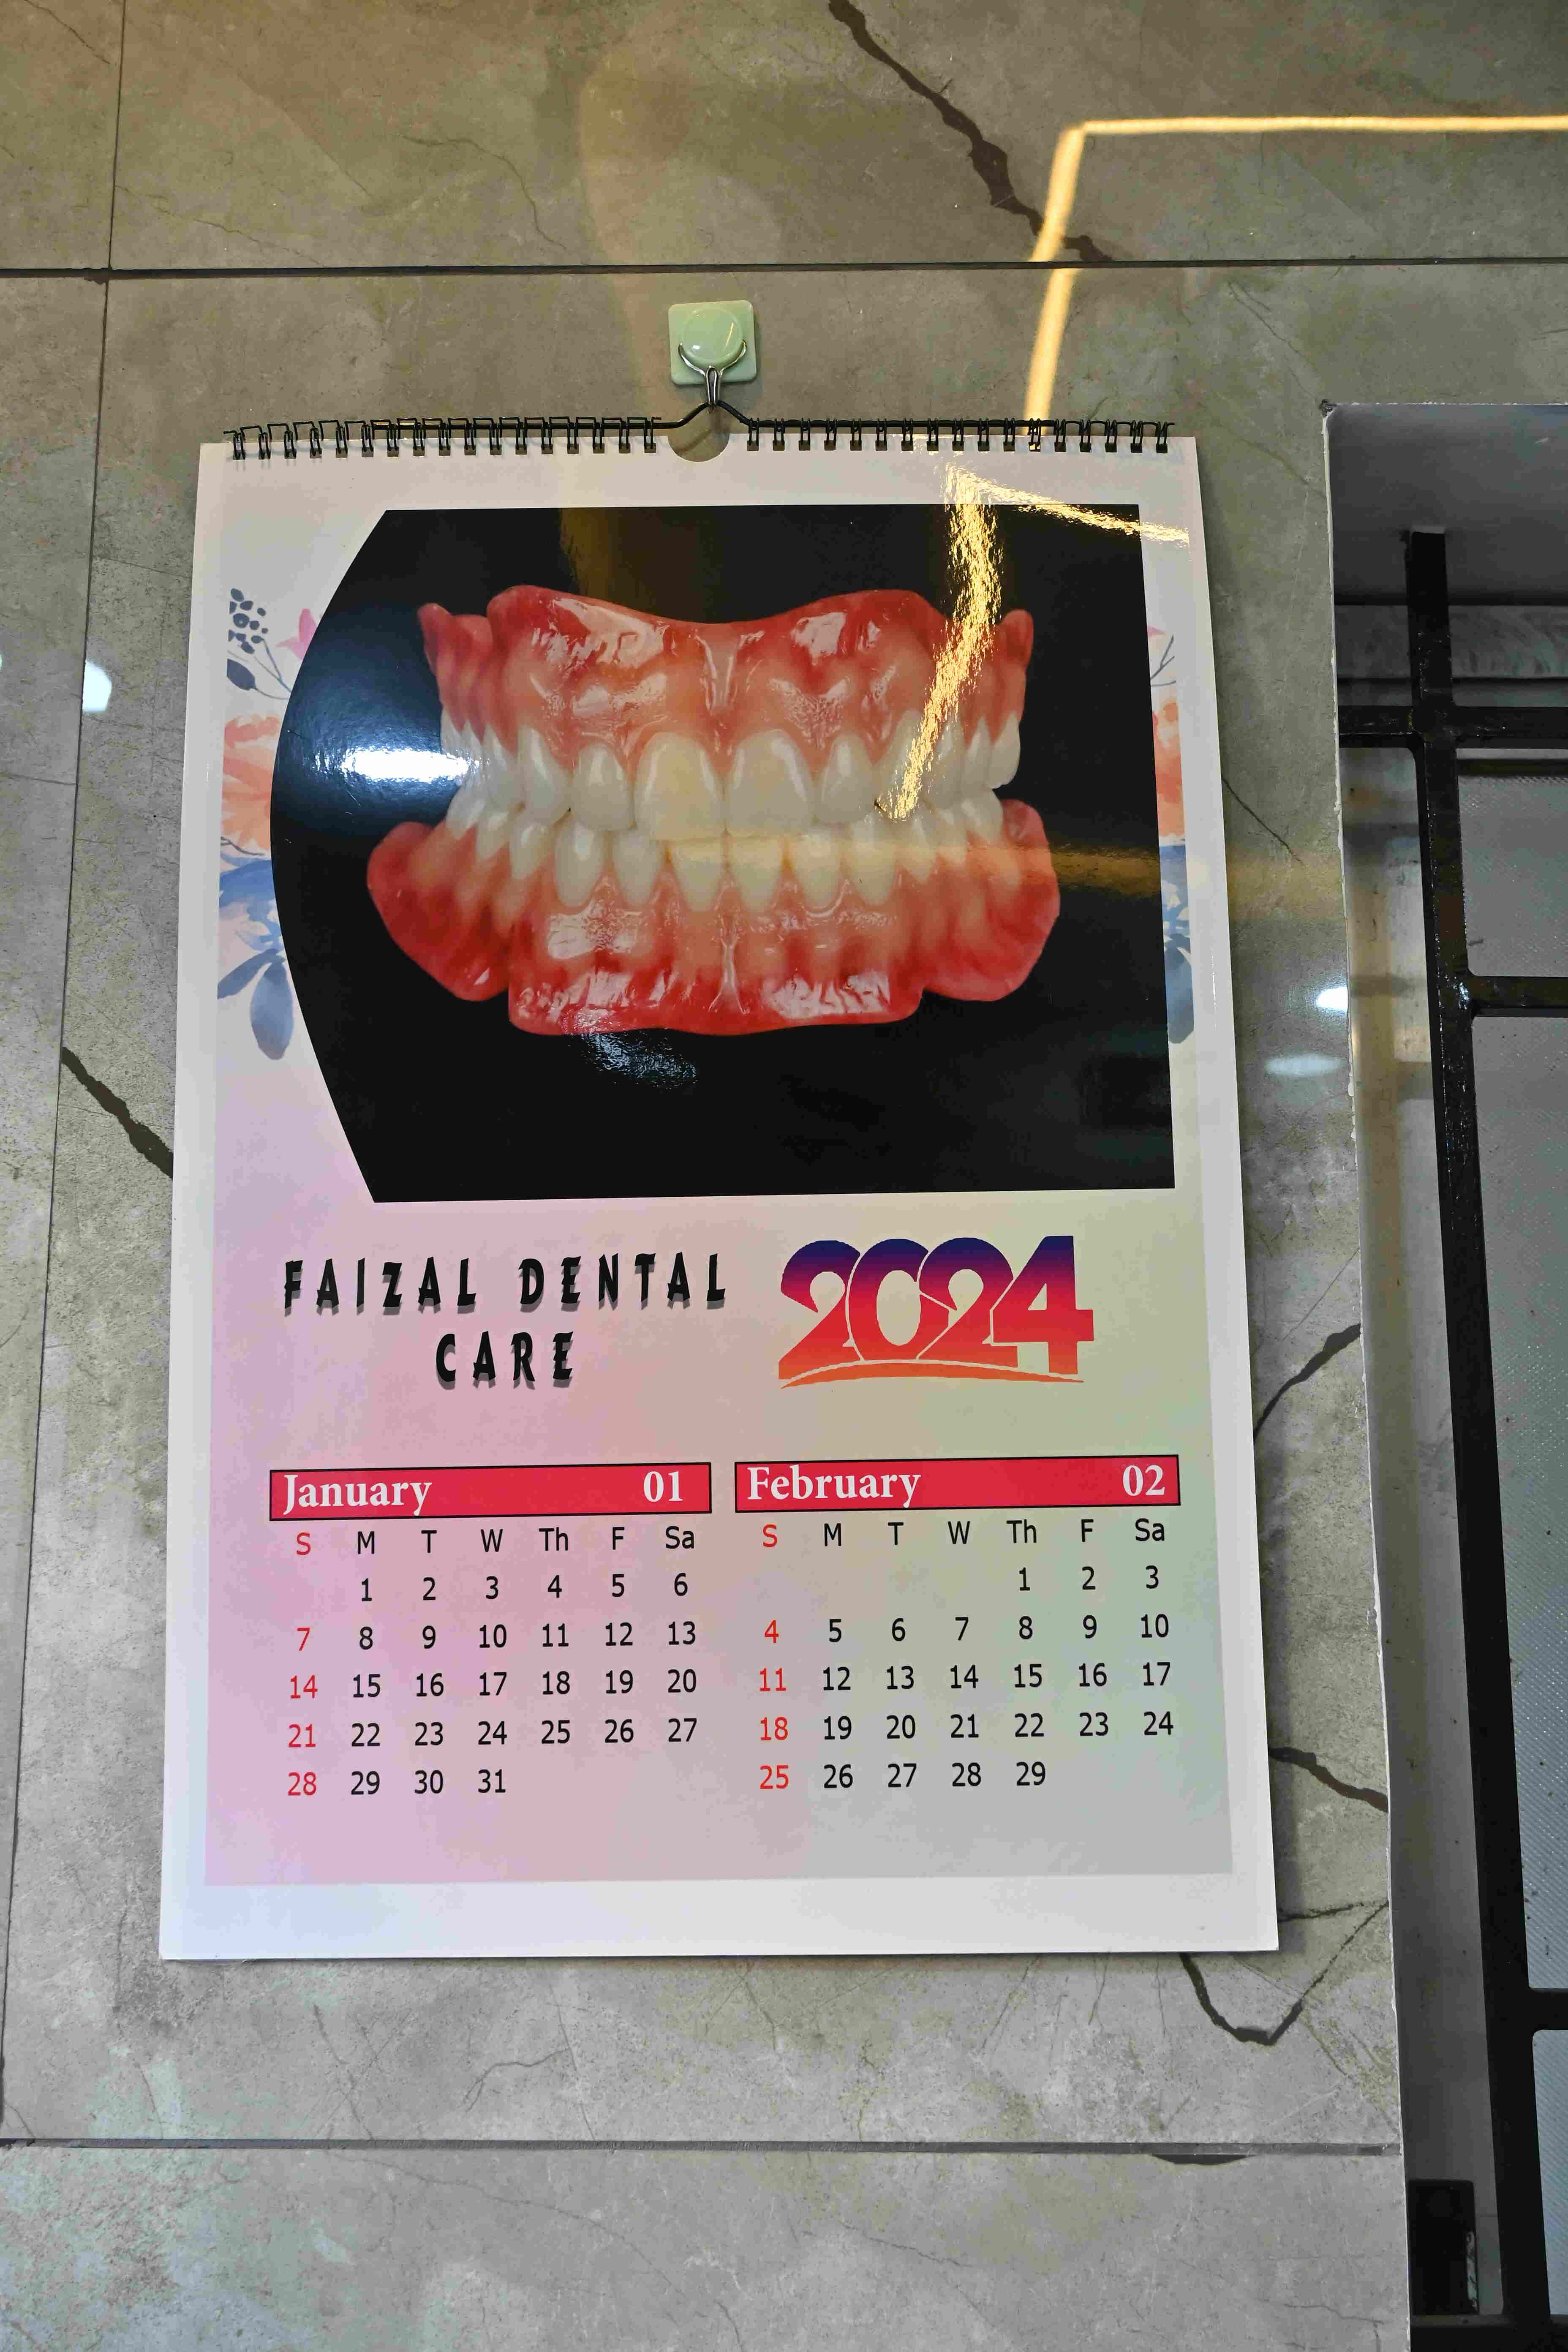 FAIZAL DENTAL
CARE
2024
January 01
S M T W Th F Sa
1 2 3 4 5 6
7 8 9 10 11 12 13
14 15 16 17 18 19 20
21 22 23 24 25 26 27
28 29 30 31
February 02
S M T W Th F Sa
1 2 3
4 5 6 7 8 9 10
11 12 13 14 15 16 17
18 19 20 21 22 23 24
25 26 27 28 29